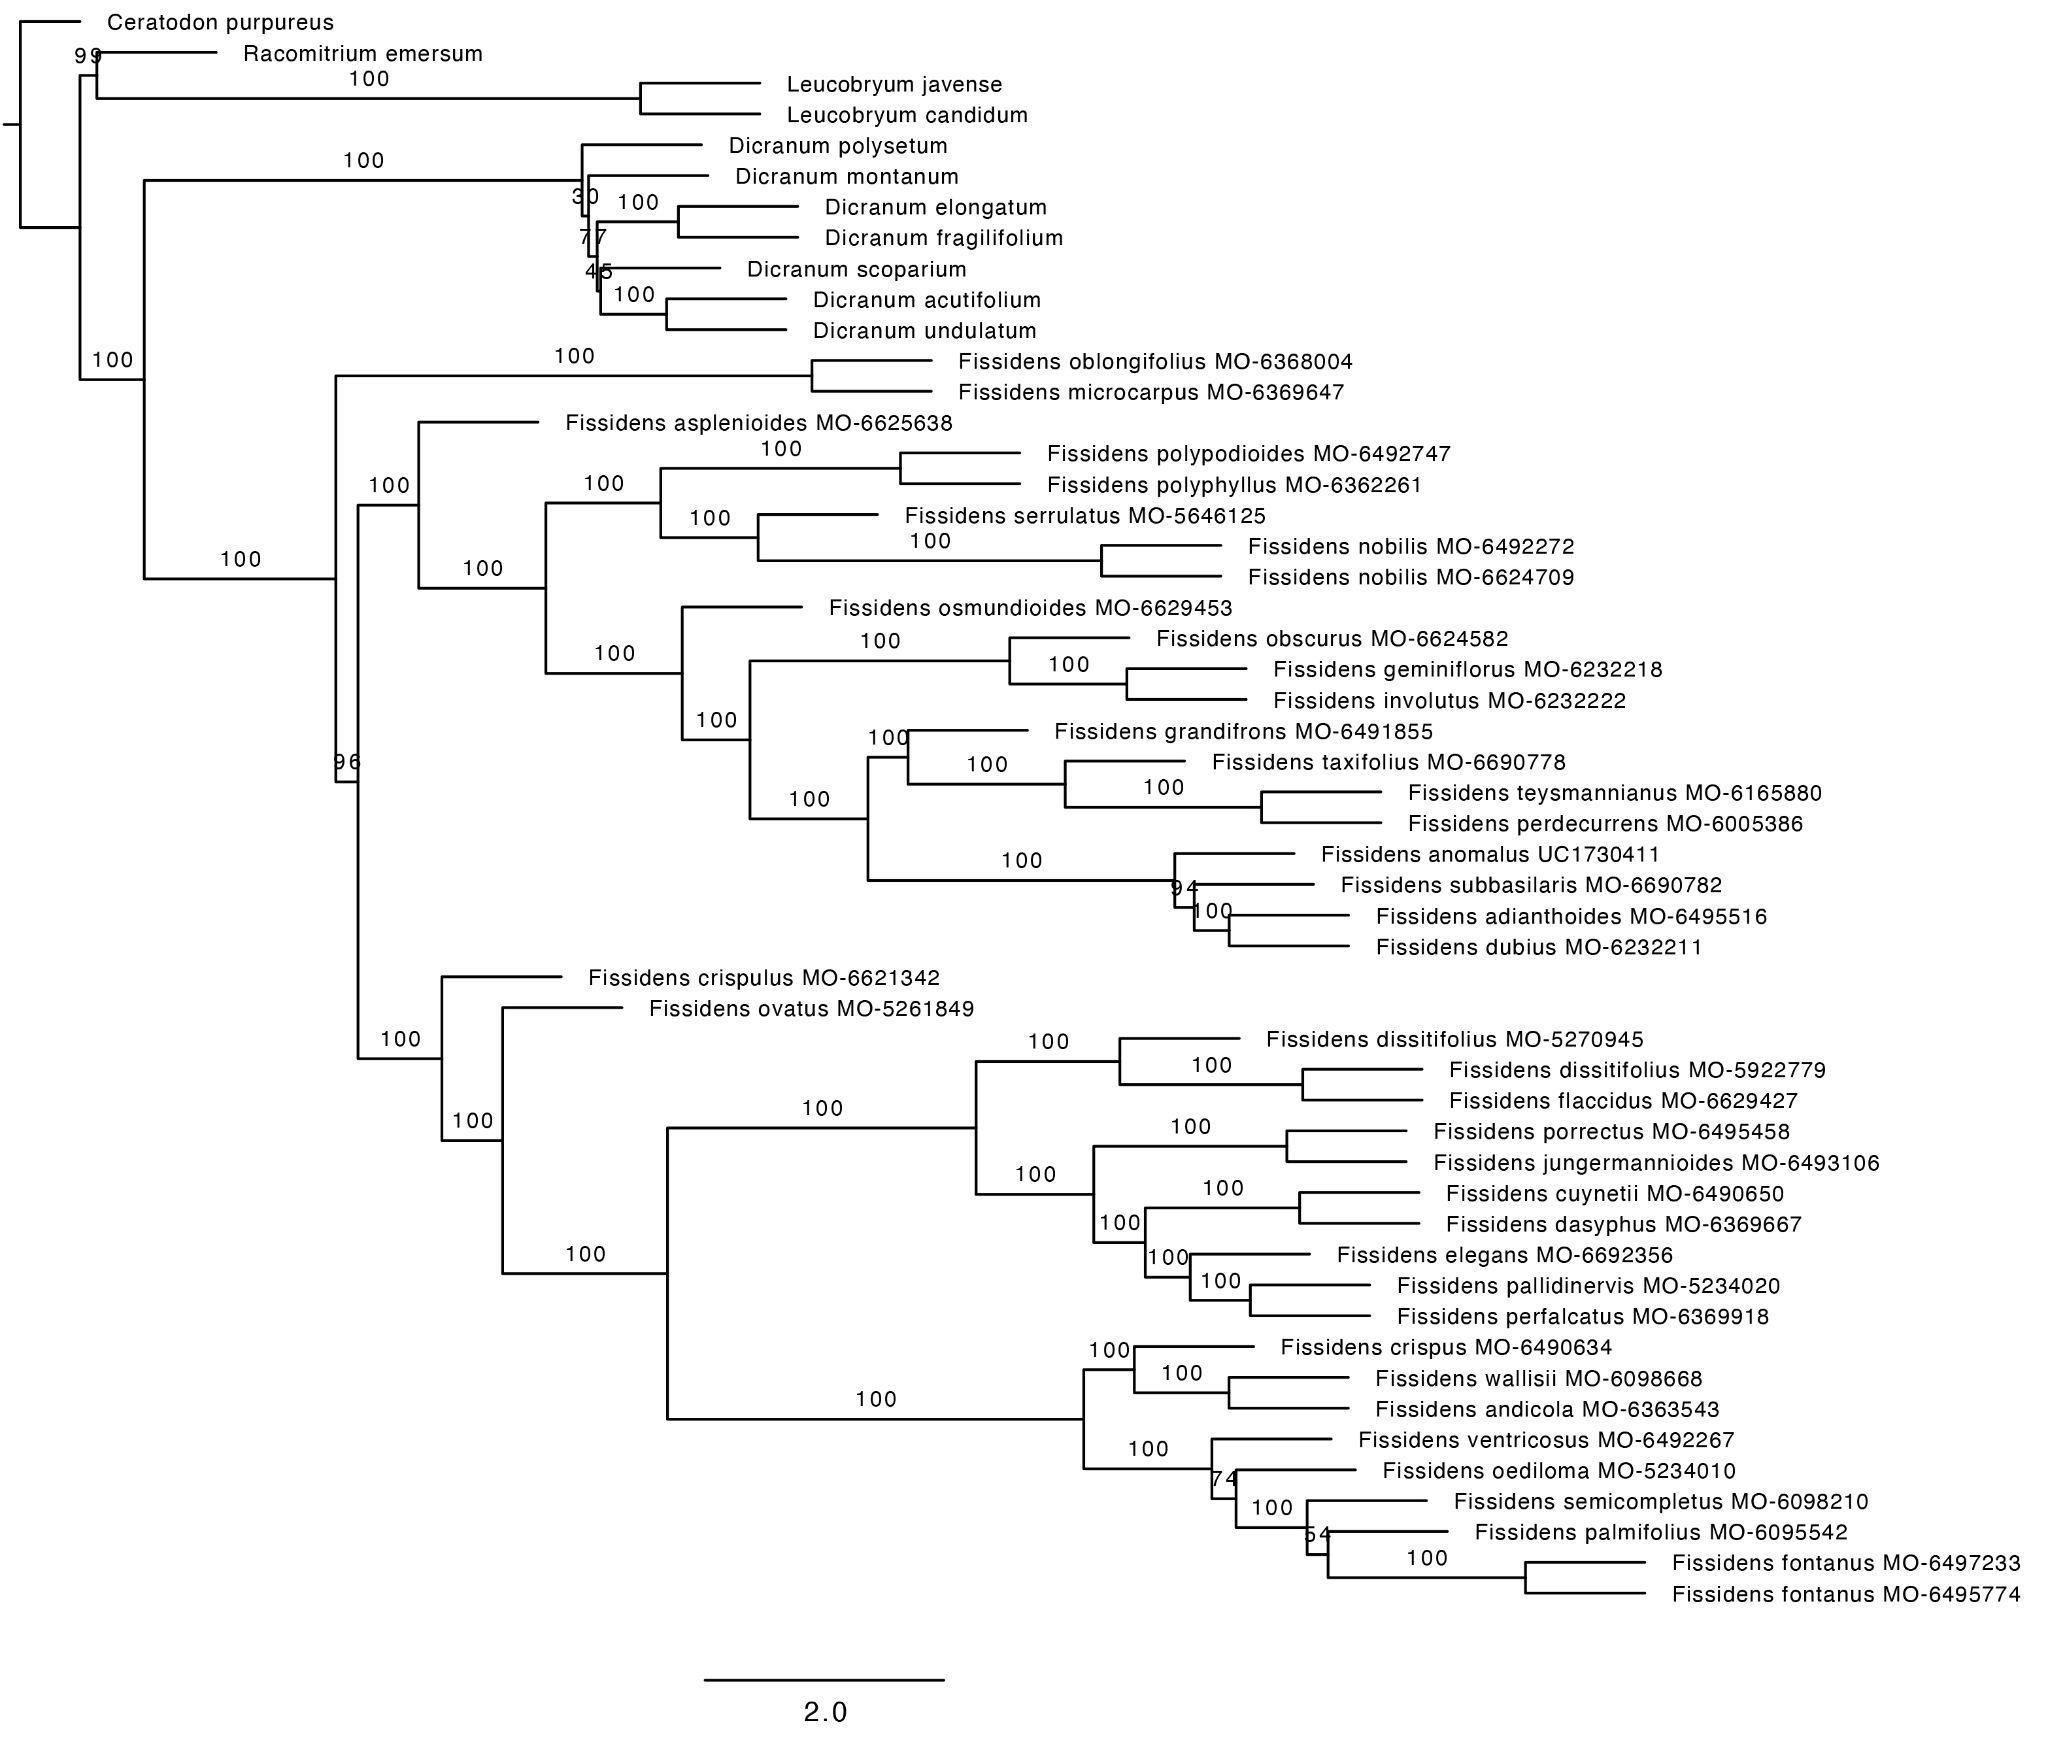 Ceratodon purpureus
99
Racomitrium emersum
100
Leucobryum javense
Leucobryum candidum
Dicranum polysetum
100
Dicranum montanum
30
100
Dicranum elongatum
77
Dicranum fragilifolium
45
Dicranum scoparium
100
Dicranum acutifolium
Dicranum undulatum
100
100
Fissidens oblongifolius MO-6368004
Fissidens microcarpus MO-6369647
Fissidens asplenioides MO-6625638
100
Fissidens polypodioides MO-6492747
100
100
Fissidens polyphyllus MO-6362261
100
Fissidens serrulatus MO-5646125
100
Fissidens nobilis MO-6492272
100
100
Fissidens nobilis MO-6624709
Fissidens osmundioides MO-6629453
100
100
Fissidens obscurus MO-6624582
100
Fissidens geminiflorus MO-6232218
Fissidens involutus MO-6232222
100
100
Fissidens grandifrons MO-6491855
96
100
Fissidens taxifolius MO-6690778
100
Fissidens teysmannianus MO-6165880
100
Fissidens perdecurrens MO-6005386
100
Fissidens anomalus UC1730411
94
Fissidens subbasilaris MO-6690782
100
Fissidens adianthoides MO-6495516
Fissidens dubius MO-6232211
Fissidens crispulus MO-6621342
Fissidens ovatus MO-5261849
100
100
Fissidens dissitifolius MO-5270945
100
Fissidens dissitifolius MO-5922779
Fissidens flaccidus MO-6629427
100
100
100
Fissidens porrectus MO-6495458
Fissidens jungermannioides MO-6493106
100
100
Fissidens cuynetii MO-6490650
100
Fissidens dasyphus MO-6369667
100
100
Fissidens elegans MO-6692356
100
Fissidens pallidinervis MO-5234020
Fissidens perfalcatus MO-6369918
100
Fissidens crispus MO-6490634
100
Fissidens wallisii MO-6098668
100
Fissidens andicola MO-6363543
100
Fissidens ventricosus MO-6492267
74
Fissidens oediloma MO-5234010
100
Fissidens semicompletus MO-6098210
54
Fissidens palmifolius MO-6095542
100
Fissidens fontanus MO-6497233
Fissidens fontanus MO-6495774
2.0